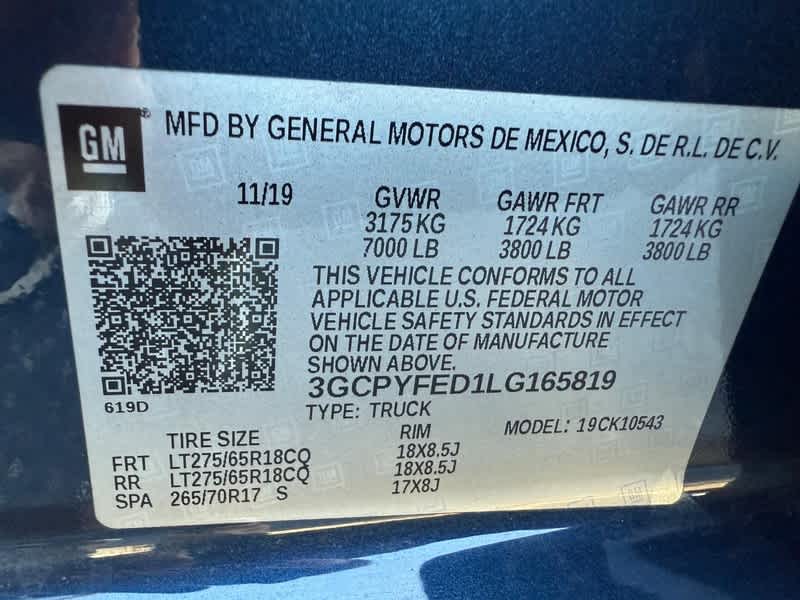 GM
MFD BY GENERAL MOTORS DE MEXICO, S. DE R.L. DE C.V.
11/19 GVWR GAWR FRT GAWR RR
3175 KG 1724 KG 1724 KG
7000 LB 3800 LB 3800 LB
THIS VEHICLE CONFORMS TO ALL
APPLICABLE U.S. FEDERAL MOTOR
VEHICLE SAFETY STANDARDS IN EFFECT
ON THE DATE OF MANUFACTURE
SHOWN ABOVE.
3GCPYFED1LG165819
619D
TYPE: TRUCK
MODEL: 19CK10543
TIRE SIZE RIM
FRT LT275/65R18CQ 18X8.5J
RR LT275/65R18CQ 18X8.5J
SPA 265/70R17 S 17X8J